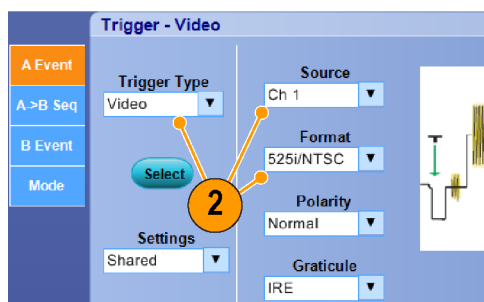 Trigger - Video
A Event
A->B Seq
B Event
Mode
Trigger Type
Video
Select
Settings
Shared
2
Source
Ch 1
Format
525i/NTSC
Polarity
Normal
Graticule
IRE
T